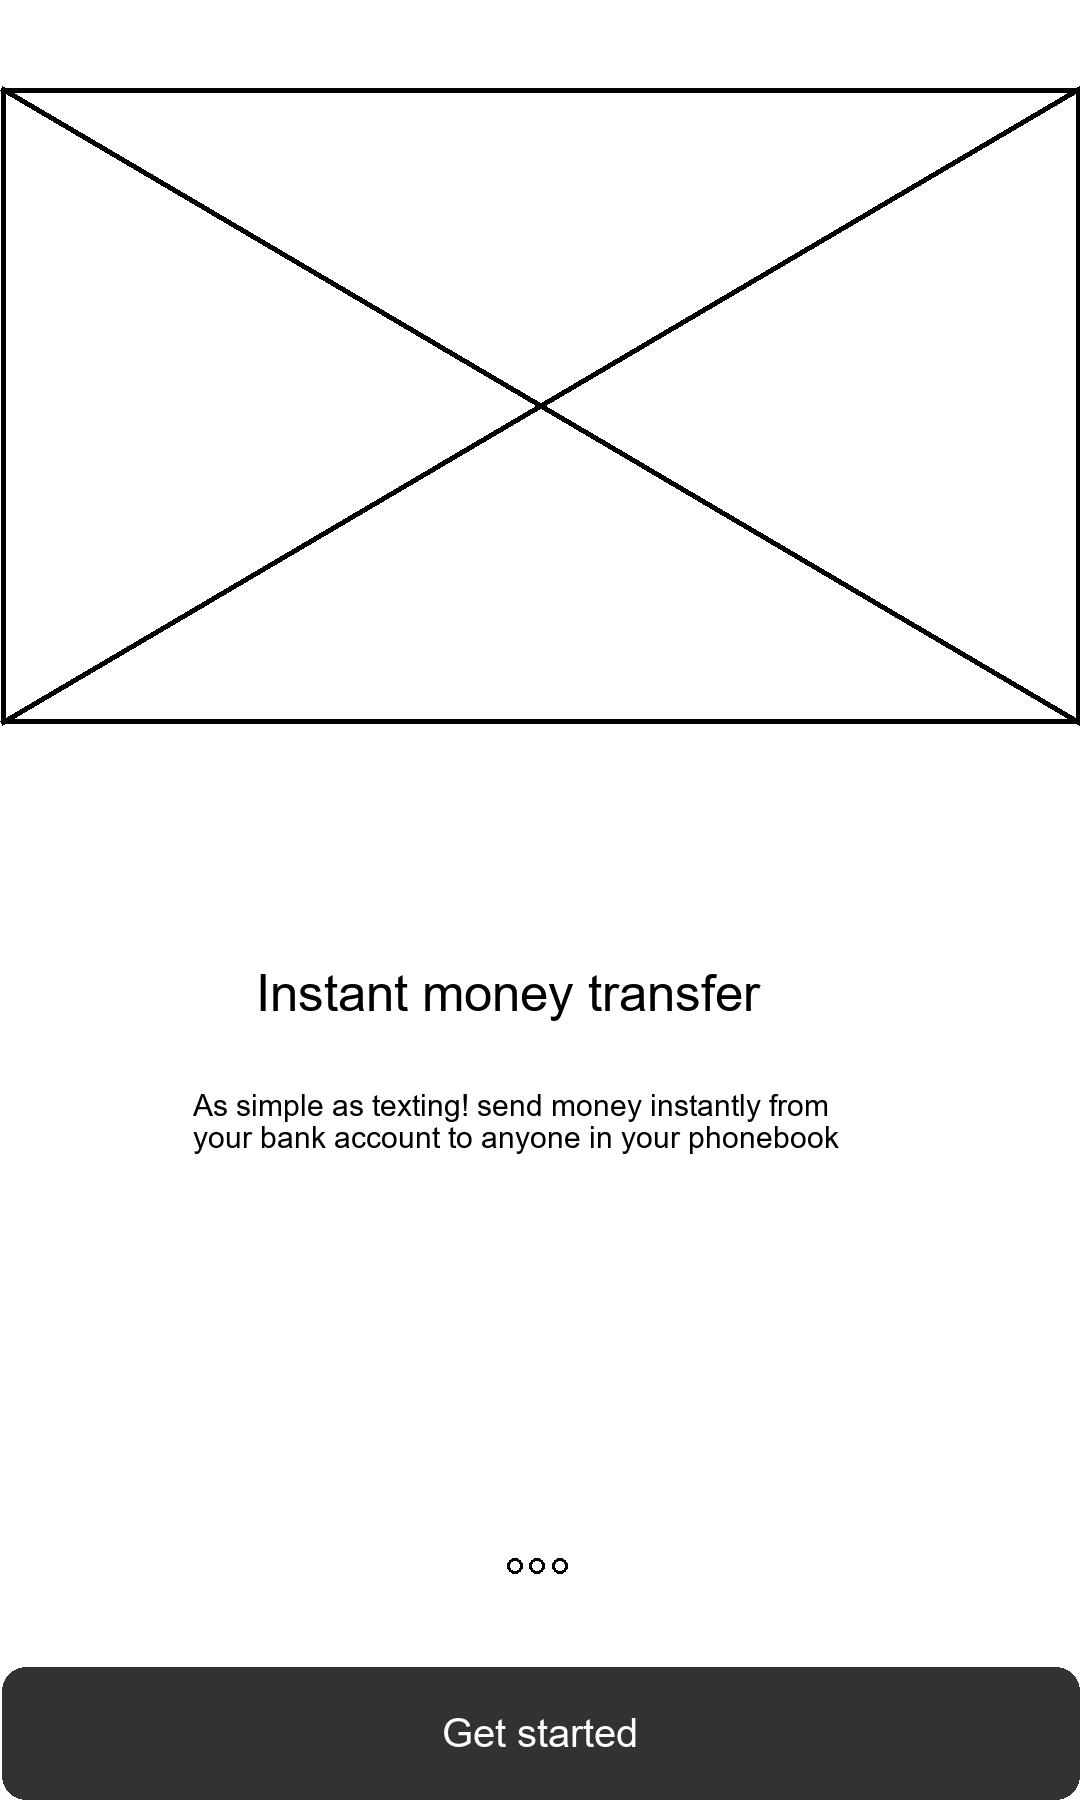 Instant money transfer
As simple as texting! send money instantly from
your bank account to anyone in your phonebook
Get started